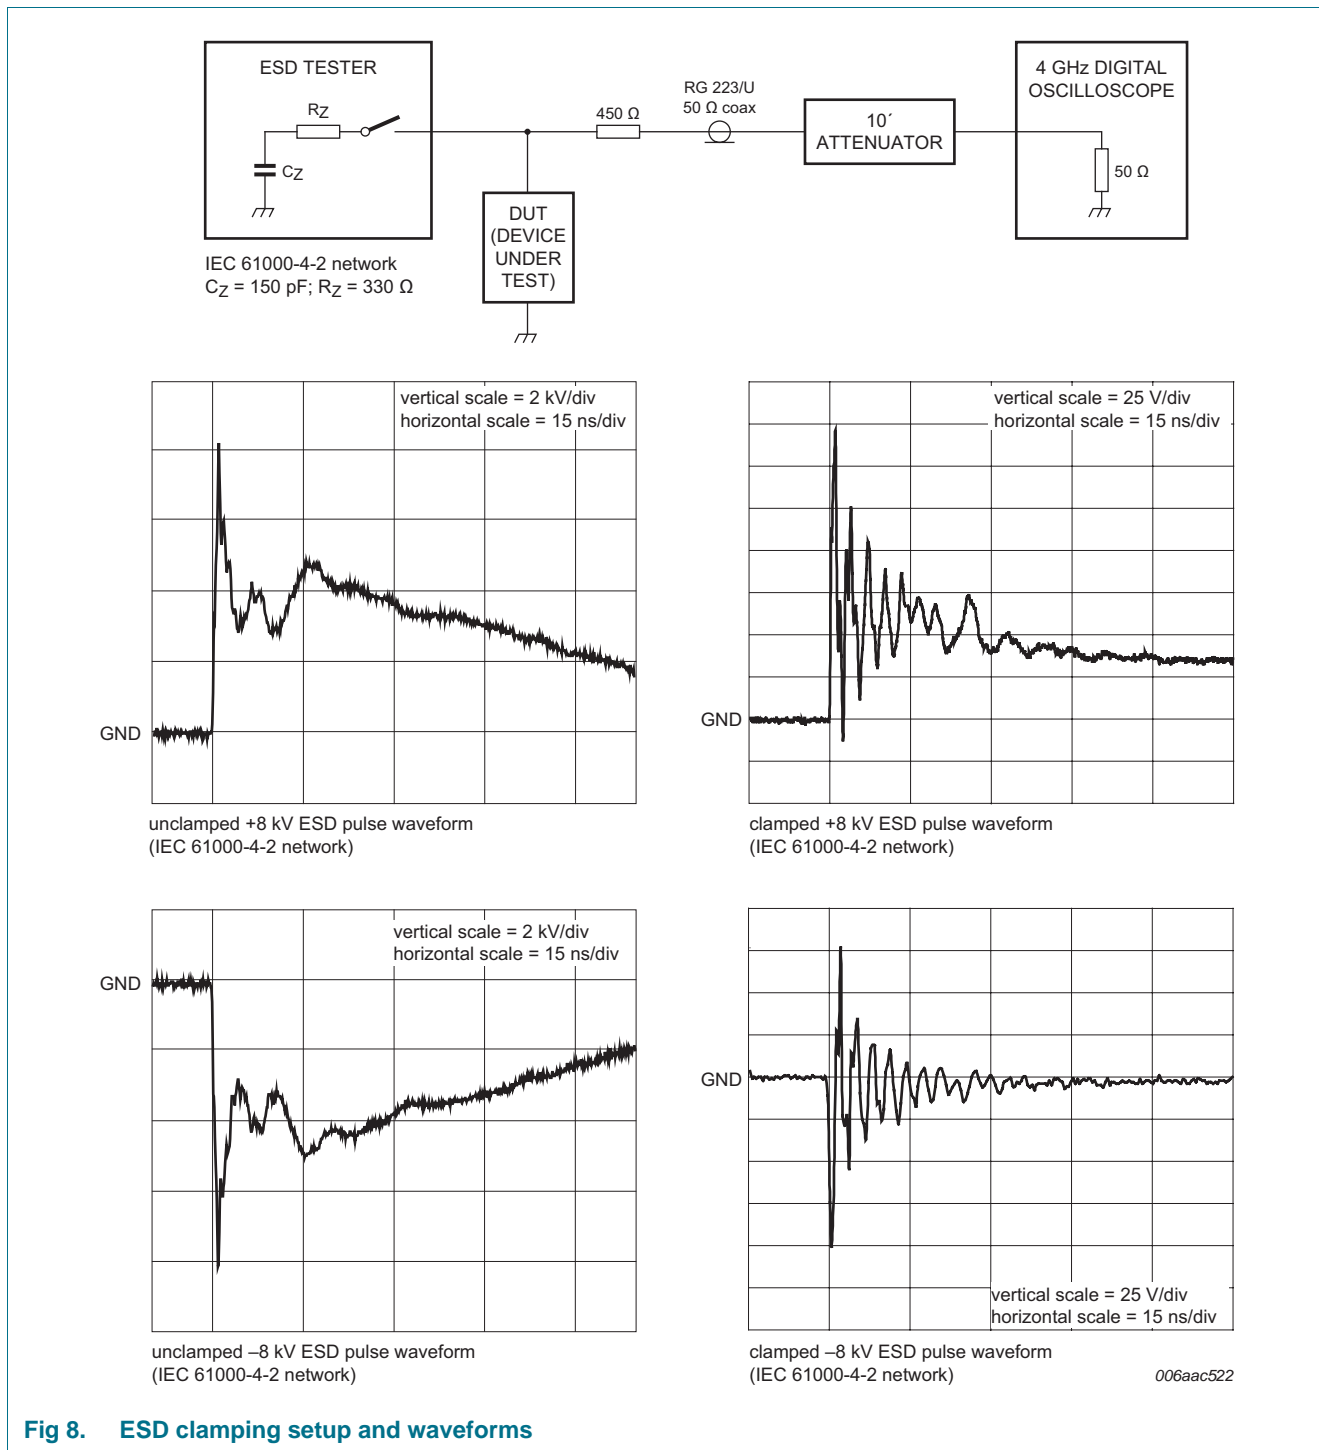 ESD TESTER
RZ
CZ
IEC 61000-4-2 network
CZ = 150 pF; RZ = 330 Ω
DUT
(DEVICE
UNDER
TEST)
450 Ω
RG 223/U
50 Ω coax
10´
ATTENUATOR
4 GHz DIGITAL
OSCILLOSCOPE
50 Ω
vertical scale = 2 kV/div
horizontal scale = 15 ns/div
GND
unclamped +8 kV ESD pulse waveform
(IEC 61000-4-2 network)
vertical scale = 25 V/div
horizontal scale = 15 ns/div
GND
clamped +8 kV ESD pulse waveform
(IEC 61000-4-2 network)
vertical scale = 2 kV/div
horizontal scale = 15 ns/div
GND
unclamped –8 kV ESD pulse waveform
(IEC 61000-4-2 network)
GND
vertical scale = 25 V/div
horizontal scale = 15 ns/div
clamped –8 kV ESD pulse waveform
(IEC 61000-4-2 network)
006aac522
Fig 8. ESD clamping setup and waveforms